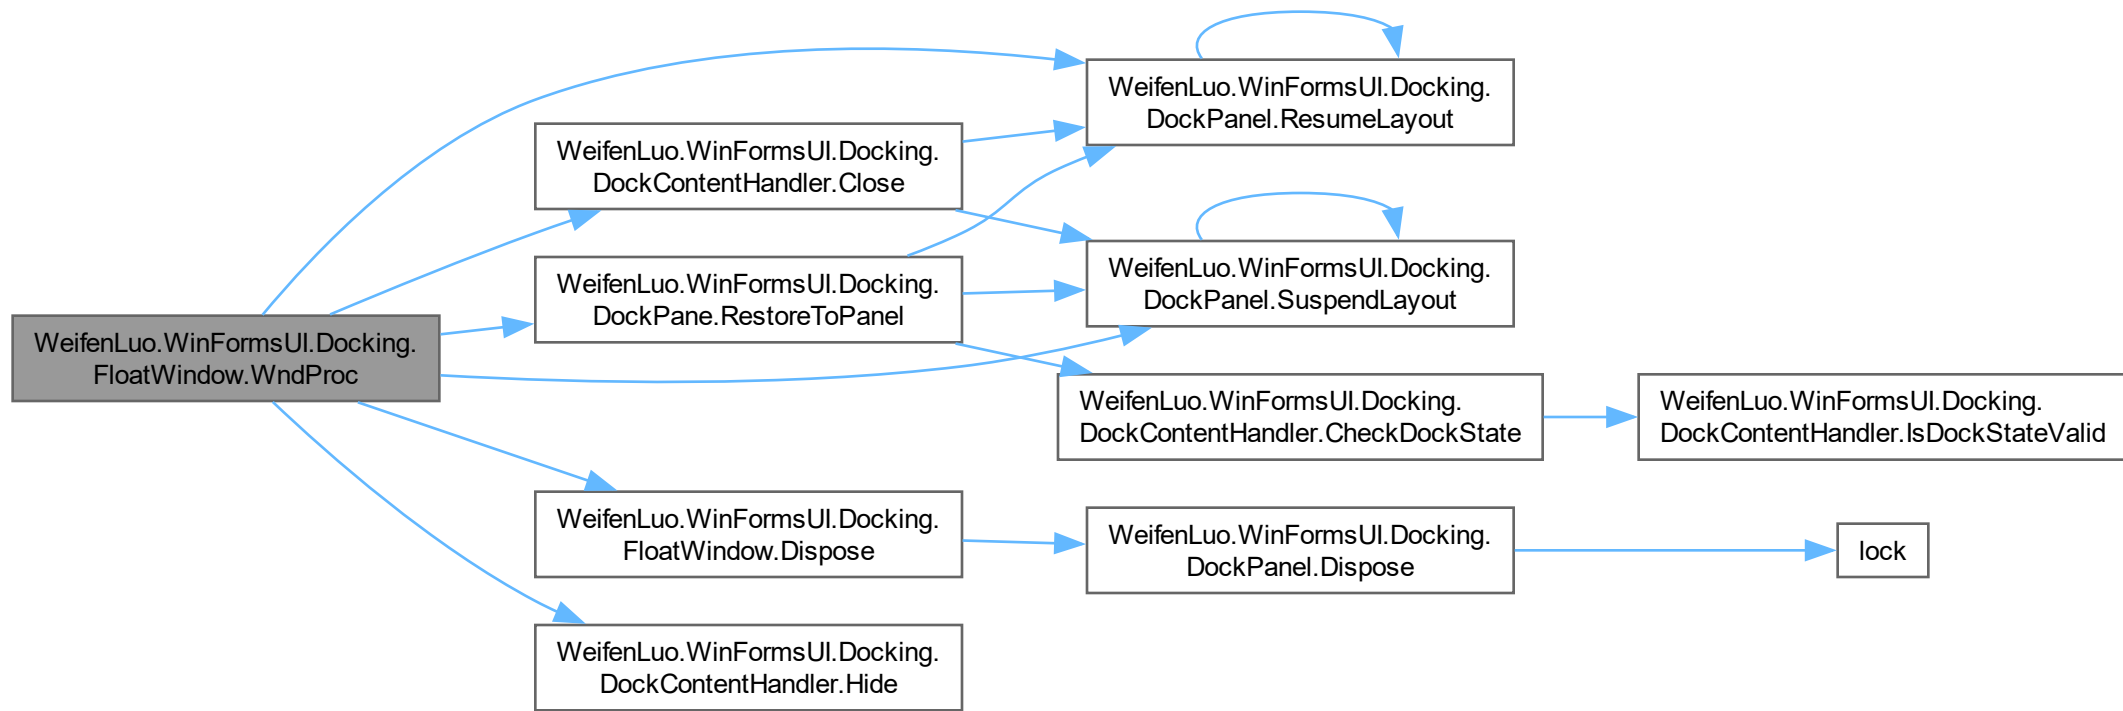 WeifenLuo.WinFormsUI.Docking.
FloatWindow.WndProc
WeifenLuo.WinFormsUI.Docking.
DockContentHandler.Close
WeifenLuo.WinFormsUI.Docking.
DockPane.RestoreToPanel
WeifenLuo.WinFormsUI.Docking.
FloatWindow.Dispose
WeifenLuo.WinFormsUI.Docking.
DockContentHandler.Hide
WeifenLuo.WinFormsUI.Docking.
DockPanel.ResumeLayout
WeifenLuo.WinFormsUI.Docking.
DockPanel.SuspendLayout
WeifenLuo.WinFormsUI.Docking.
DockContentHandler.CheckDockState
WeifenLuo.WinFormsUI.Docking.
DockPanel.Dispose
WeifenLuo.WinFormsUI.Docking.
DockContentHandler.IsDockStateValid
lock